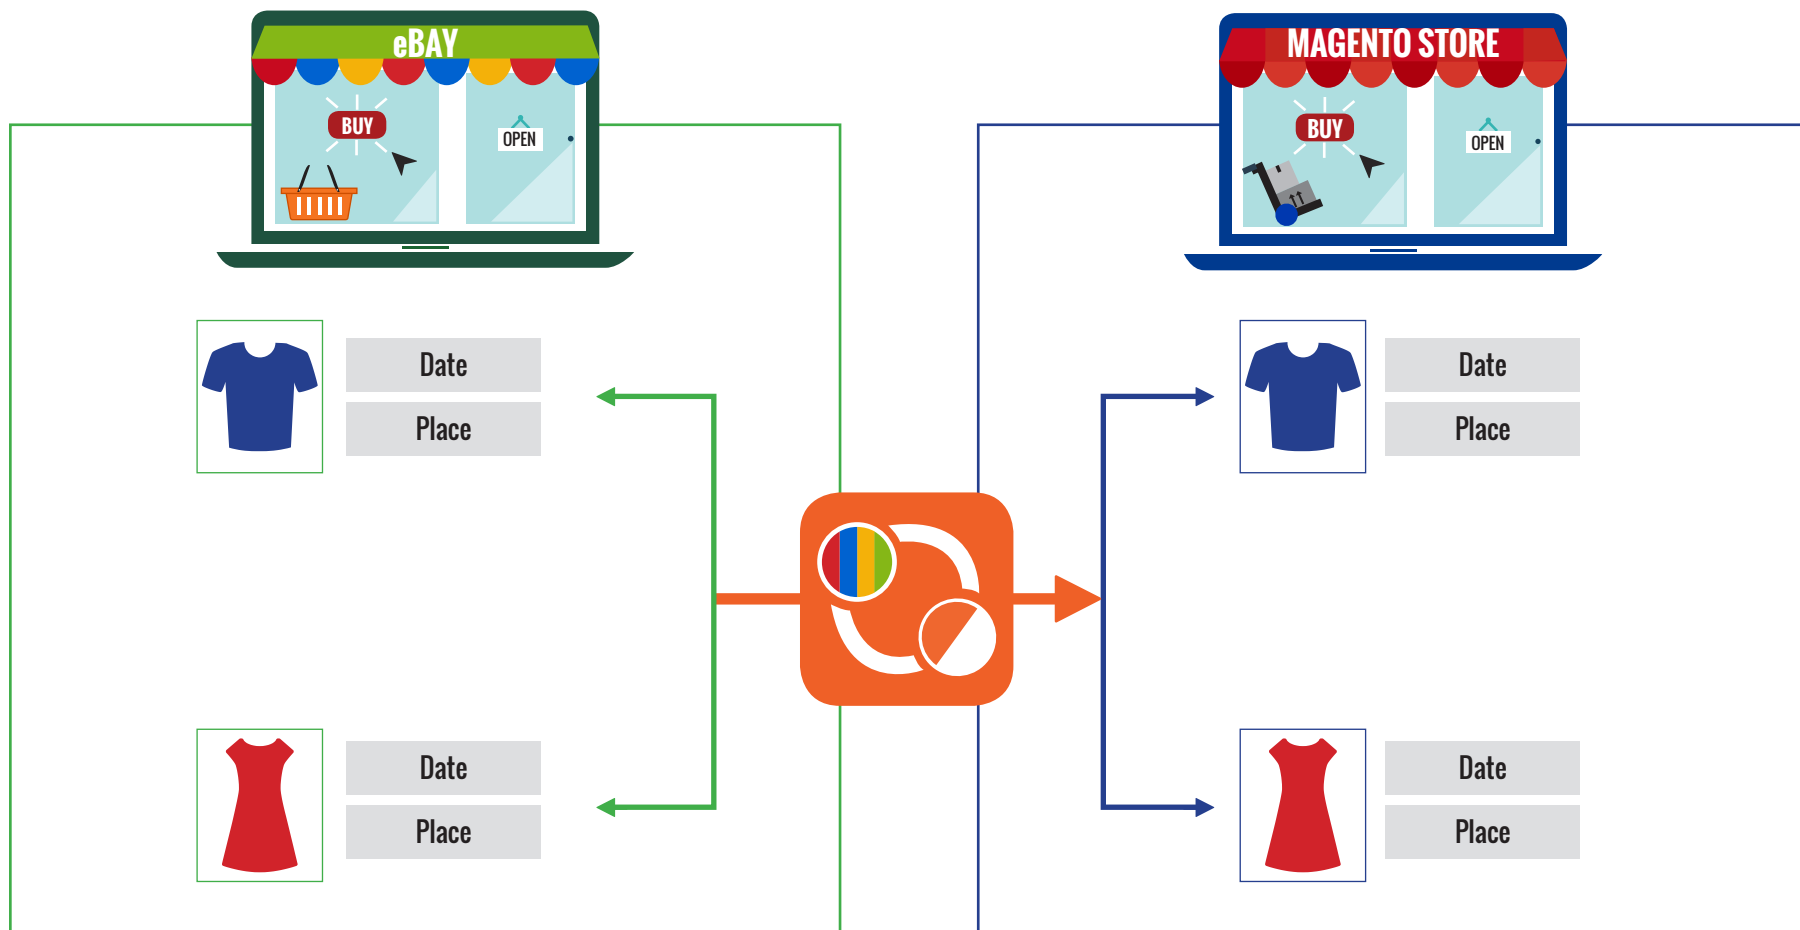 eBAY
BUY
OPEN
Date
Place
Date
Place
MAGENTO STORE
BUY
OPEN
Date
Place
Date
Place